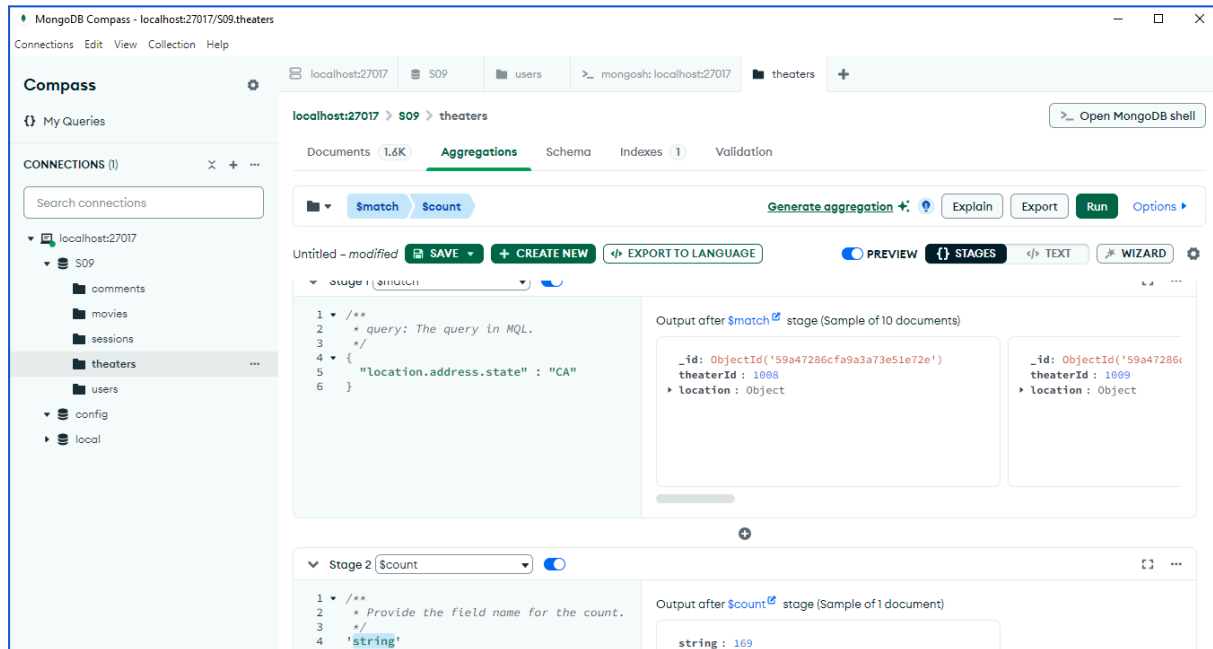 MongoDB Compass - localhost:27017/S09.theaters
Connections Edit View Collection Help
Compass
{} My Queries
CONNECTIONS (1)
Search connections
localhost:27017
S09
comments
movies
sessions
theaters
users
config
local
localhost:27017 S09 users >_ mongosh: localhost:27017 theaters
localhost:27017 > S09 > theaters
>_ Open MongoDB shell
Documents 1.6K Aggregations Schema Indexes 1 Validation
$match $count
Generate aggregation Explain Export Run Options
Untitled – modified SAVE + CREATE NEW </> EXPORT TO LANGUAGE
PREVIEW {} STAGES </> TEXT WIZARD
Stage 1 $match
1 /**
2 * query: The query in MQL.
3 */
4 {
5 "location.address.state" : "CA"
6 }
Output after $match stage (Sample of 10 documents)
_id: ObjectId('59a47286cfa9a3a73e51e72e')
theaterId : 1008
location : Object
_id: ObjectId('59a47286c
theaterId : 1009
location : Object
Stage 2 $count
1 /**
2 * Provide the field name for the count.
3 */
4 'string'
Output after $count stage (Sample of 1 document)
string : 169